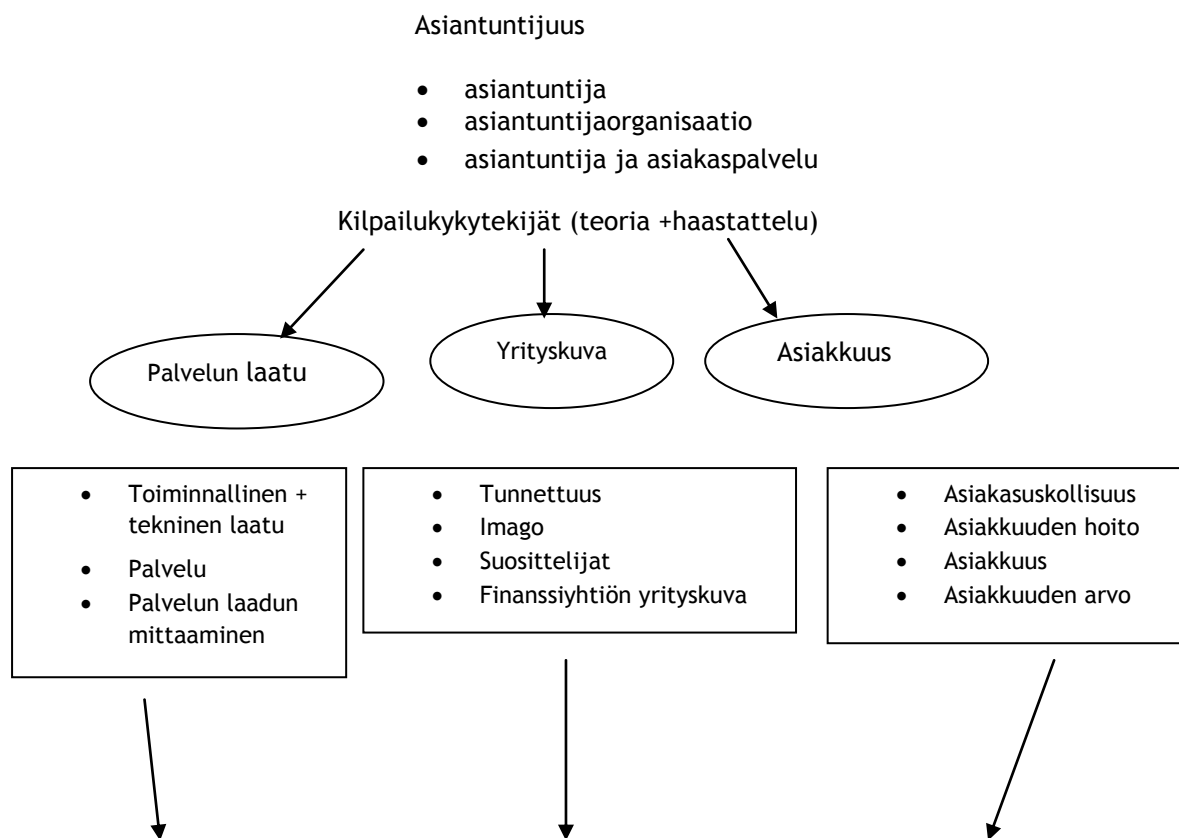 Asiantuntijuus
• asiantuntija
• asiantuntijaorganisaatio
• asiantuntija ja asiakaspalvelu
Kilpailukykytekijät (teoria +haastattelu)
Palvelun laatu
Yrityskuva
Asiakkuus
• Toiminnallinen +
tekninen laatu
• Palvelu
• Palvelun laadun
mittaaminen
• Tunnettuus
• Imago
• Suosittelijat
• Finanssiyhtiön yrityskuva
• Asiakasuskollisuus
• Asiakkuuden hoito
• Asiakkuus
• Asiakkuuden arvo